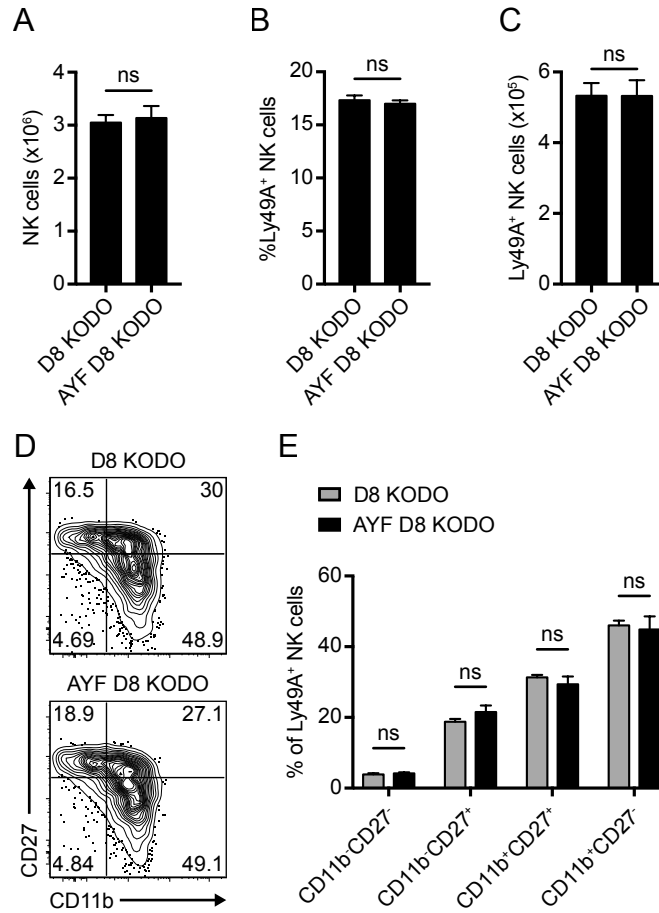 A
NK cells (x10⁶)
4
3
2
1
0
ns
D8 KODO
AYF D8 KODO
B
%Ly49A⁺ NK cells
20
15
10
5
0
ns
D8 KODO
AYF D8 KODO
C
Ly49A⁺ NK cells (x10⁵)
6
4
2
0
ns
D8 KODO
AYF D8 KODO
D
D8 KODO
16.5 30
4.69 48.9
AYF D8 KODO
18.9 27.1
4.84 49.1
CD27
CD11b
E
D8 KODO
AYF D8 KODO
% of Ly49A⁺ NK cells
60
40
20
0
ns
ns
ns
ns
CD11b⁻CD27⁻
CD11b⁻CD27⁺
CD11b⁺CD27⁺
CD11b⁺CD27⁻